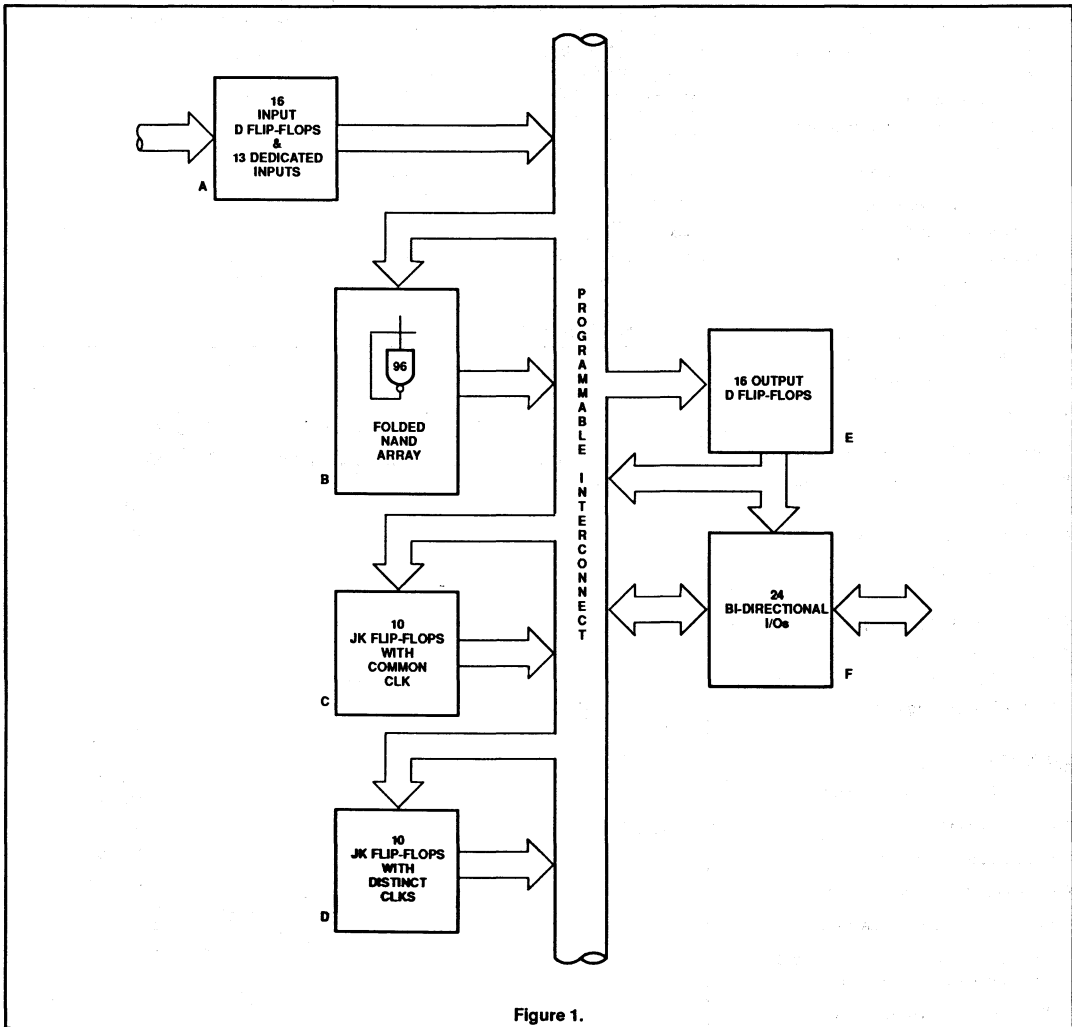 16
INPUT
D FLIP-FLOPS
&
13 DEDICATED
INPUTS
A
96
FOLDED
NAND
ARRAY
B
10
JK FLIP-FLOPS
WITH
COMMON
CLK
C
10
JK FLIP-FLOPS
WITH
DISTINCT
CLKS
D
PROGRAMMABLE INTERCONNECT
16 OUTPUT
D FLIP-FLOPS
E
24
BI-DIRECTIONAL
I/Os
F
Figure 1.